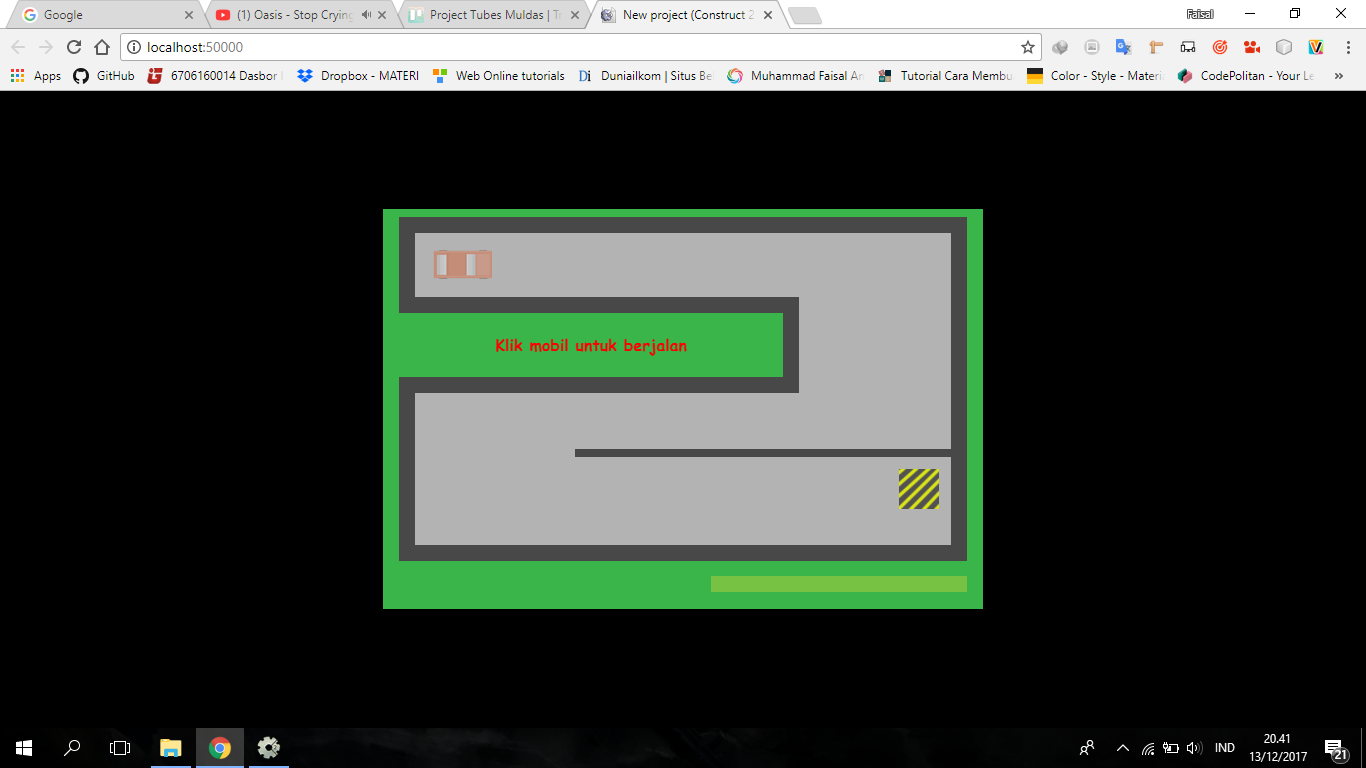 Google
(1) Oasis - Stop Crying
Project Tubes Muldas | Tr
New project (Construct 2
Faisal
localhost:50000
Apps
GitHub
6706160014 Dasbor
Dropbox - MATERI
Web Online tutorials
Duniailkom | Situs Be
Muhammad Faisal Am
Tutorial Cara Membu
Color - Style - Materi
CodePolitan - Your Le
»
Klik mobil untuk berjalan
IND
20.41
13/12/2017
21